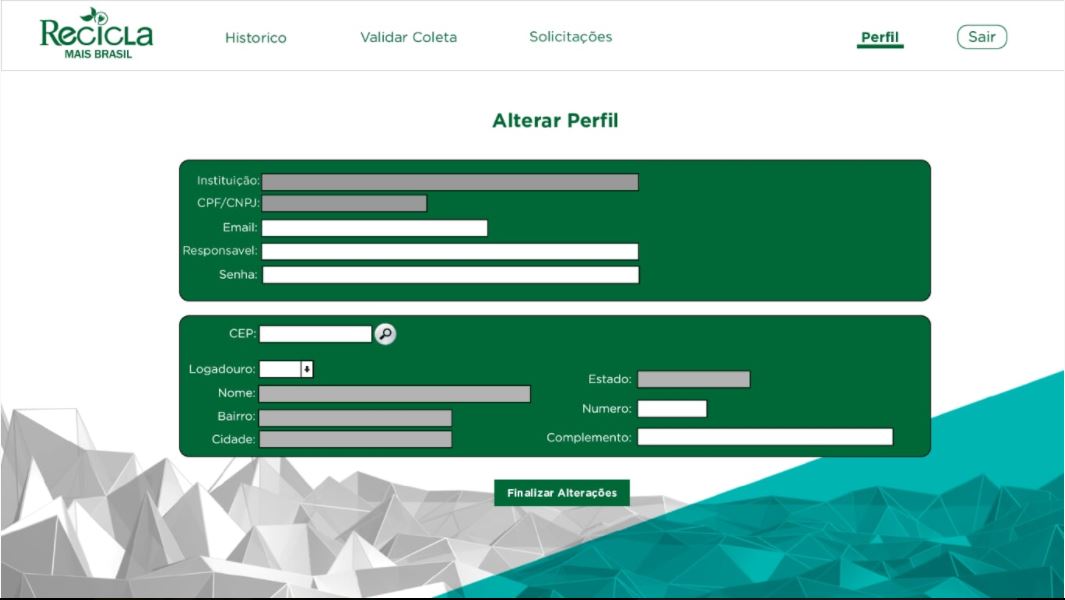 Recicla
MAIS BRASIL
Historico
Validar Coleta
Solicitações
Perfil
Sair
Alterar Perfil
Instituição:
CPF/CNPJ:
Email:
Responsavel:
Senha:
CEP:
Logadouro:
Nome:
Bairro:
Cidade:
Estado:
Numero:
Complemento:
Finalizar Alterações